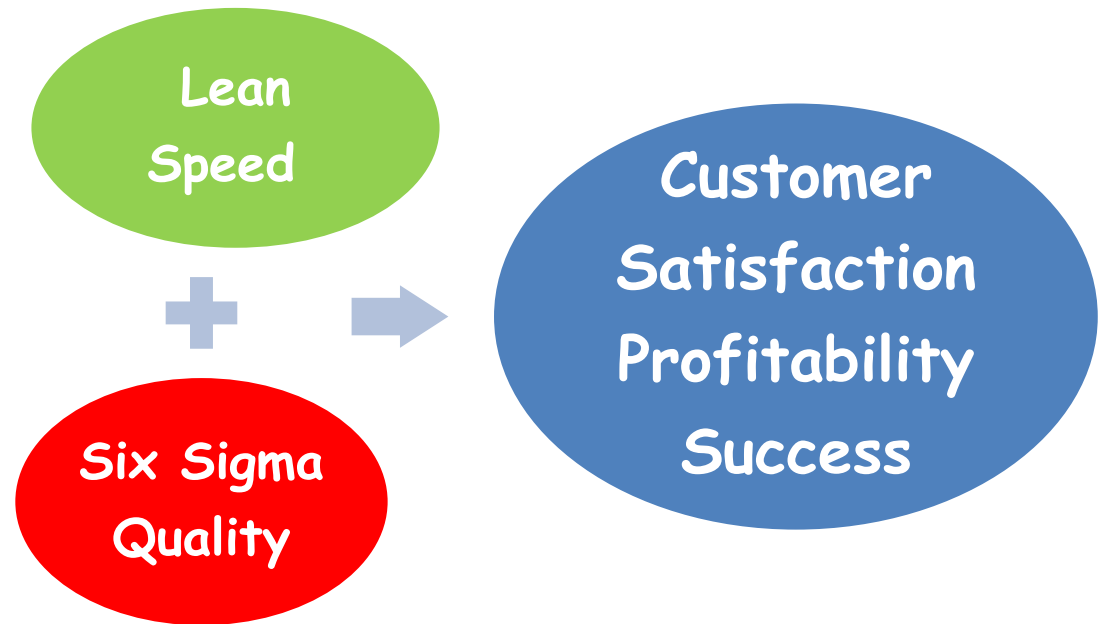 Lean
Speed
Six Sigma
Quality
Customer
Satisfaction
Profitability
Success